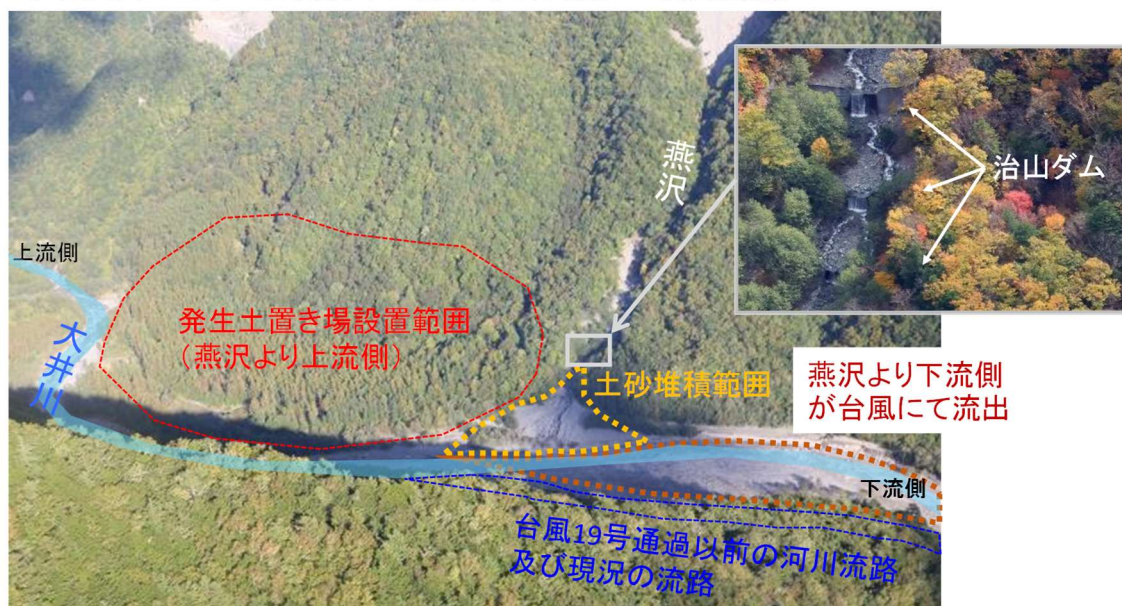 燕沢
治山ダム
上流側
発生土置き場設置範囲
（燕沢より上流側）
大井川
土砂堆積範囲
燕沢より下流側
が台風にて流出
下流側
台風19号通過以前の河川流路
及び現況の流路